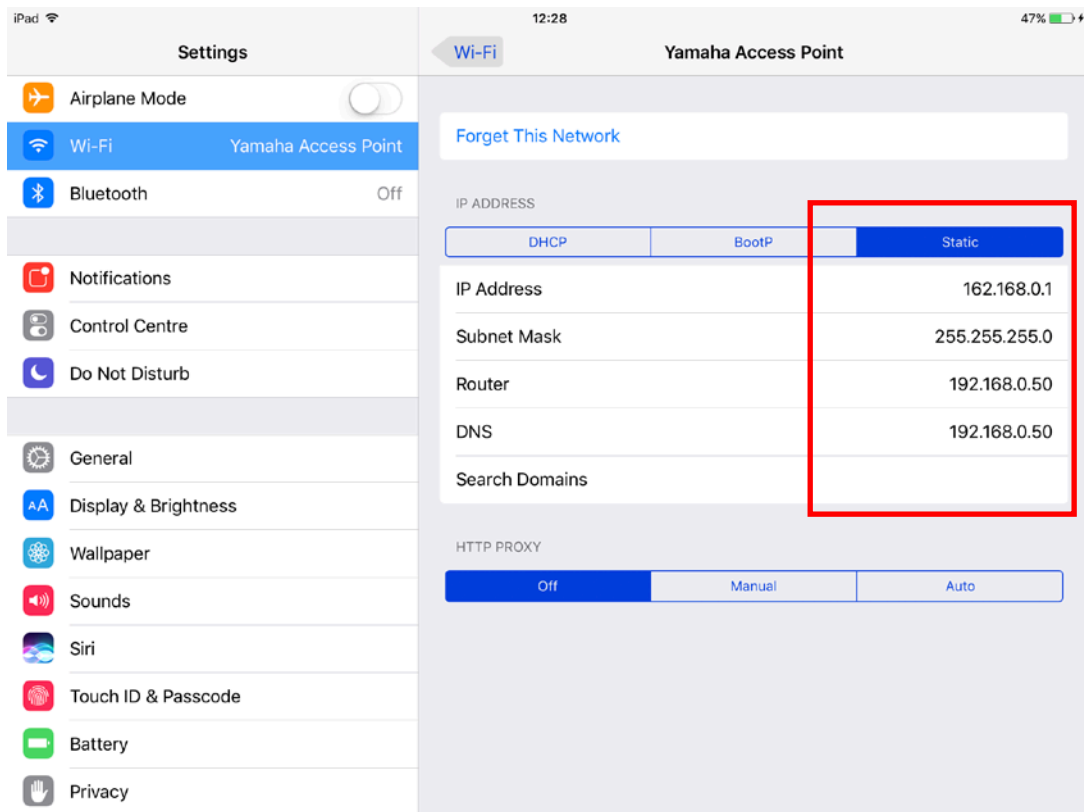 iPad 12:28 47%
Settings
Airplane Mode
Wi-Fi Yamaha Access Point
Bluetooth Off
Notifications
Control Centre
Do Not Disturb
General
AA Display & Brightness
Wallpaper
Sounds
Siri
Touch ID & Passcode
Battery
Privacy
Wi-Fi Yamaha Access Point
Forget This Network
IP ADDRESS
DHCP BootP Static
IP Address 162.168.0.1
Subnet Mask 255.255.255.0
Router 192.168.0.50
DNS 192.168.0.50
Search Domains
HTTP PROXY
Off Manual Auto